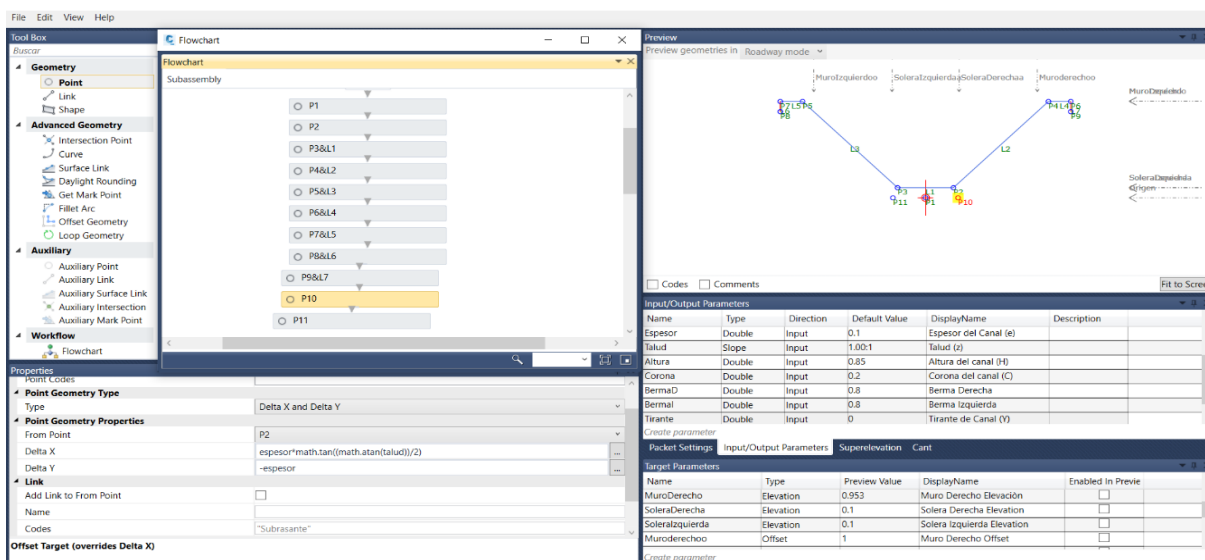 File Edit View Help
Tool Box
Buscar
Geometry
Point
Link
Shape
Advanced Geometry
Intersection Point
Curve
Surface Link
Daylight Rounding
Get Mark Point
Fillet Arc
Offset Geometry
Loop Geometry
Auxiliary
Auxiliary Point
Auxiliary Link
Auxiliary Surface Link
Auxiliary Intersection
Auxiliary Mark Point
Workflow
Flowchart
Flowchart
Flowchart
Subassembly
P1
P2
P3&L1
P4&L2
P5&L3
P6&L4
P7&L5
P8&L6
P9&L7
P10
P11
Preview
Preview geometries in Roadway mode
MuroIzquierdoo SoleraIzquierdaa SoleraDerechaa Muroderechoo
P7 L5 P5 P4 L4 P6
P8 P9
L3 L2
P3 L1 P2
P11 P1 P10
Origen
Codes Comments Fit to Scree
Input/Output Parameters
Name Type Direction Default Value DisplayName Description
Espesor Double Input 0.1 Espesor del Canal (e)
Talud Slope Input 1.00:1 Talud (z)
Altura Double Input 0.85 Altura del canal (H)
Corona Double Input 0.2 Corona del canal (C)
BermaD Double Input 0.8 Berma Derecha
BermaI Double Input 0.8 Berma Izquierda
Tirante Double Input 0 Tirante de Canal (Y)
Create parameter
Packet Settings Input/Output Parameters Superelevation Cant
Target Parameters
Name Type Preview Value DisplayName Enabled In Previe
MuroDerecho Elevation 0.953 Muro Derecho Elevación
SoleraDerecha Elevation 0.1 Solera Derecha Elevation
SoleraIzquierda Elevation 0.1 Solera Izquierda Elevation
Muroderechoo Offset 1 Muro Derecho Offset
Create parameter
Properties
Point Codes
Point Geometry Type
Type Delta X and Delta Y
Point Geometry Properties
From Point P2
Delta X espesor*math.tan((math.atan(talud))/2) ...
Delta Y -espesor ...
Link
Add Link to From Point
Name
Codes "Subrasante"
Offset Target (overrides Delta X)